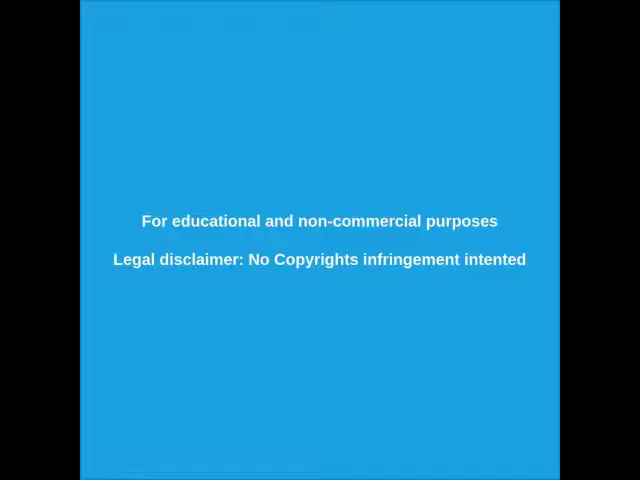 For educational and non-commercial purposes
Legal disclaimer: No Copyrights infringement intented